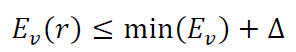 E_v(r) ≤ min(E_v) + Δ